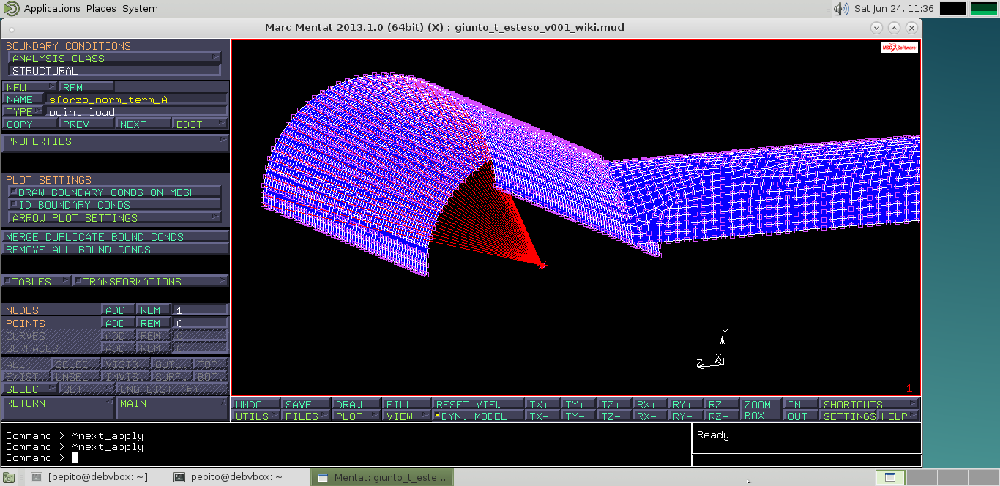 Applications Places System Sat Jun 24, 11:36
Marc Mentat 2013.1.0 (64bit) (X) : giunto_t_esteso_v001_wiki.mud
BOUNDARY CONDITIONS
ANALYSIS CLASS
STRUCTURAL
NEW REM
NAME sforzo_norm_term_A
TYPE point_load
COPY PREV NEXT EDIT
PROPERTIES
PLOT SETTINGS
DRAW BOUNDARY CONDS ON MESH
ID BOUNDARY CONDS
ARROW PLOT SETTINGS
MERGE DUPLICATE BOUND CONDS
REMOVE ALL BOUND CONDS
TABLES TRANSFORMATIONS
NODES ADD REM 1
POINTS ADD REM 0
CURVES ADD REM 0
SURFACES ADD REM 0
ALL: SELEC. VISIB. OUTL. TOP
EXIST. UNSEL. INVIS. SURF. BOT
SELECT SET END LIST (#)
RETURN MAIN
MSC Software
Y
Z X
1
UNDO SAVE DRAW FILL RESET VIEW TX+ TY+ TZ+ RX+ RY+ RZ+ ZOOM IN SHORTCUTS
UTILS FILES PLOT VIEW DYN. MODEL TX- TY- TZ- RX- RY- RZ- BOX OUT SETTINGS HELP
Command > *next_apply
Command > *next_apply
Command >
Ready
[pepito@debvbox: ~] pepito@debvbox: ~ Mentat: giunto_t_este...